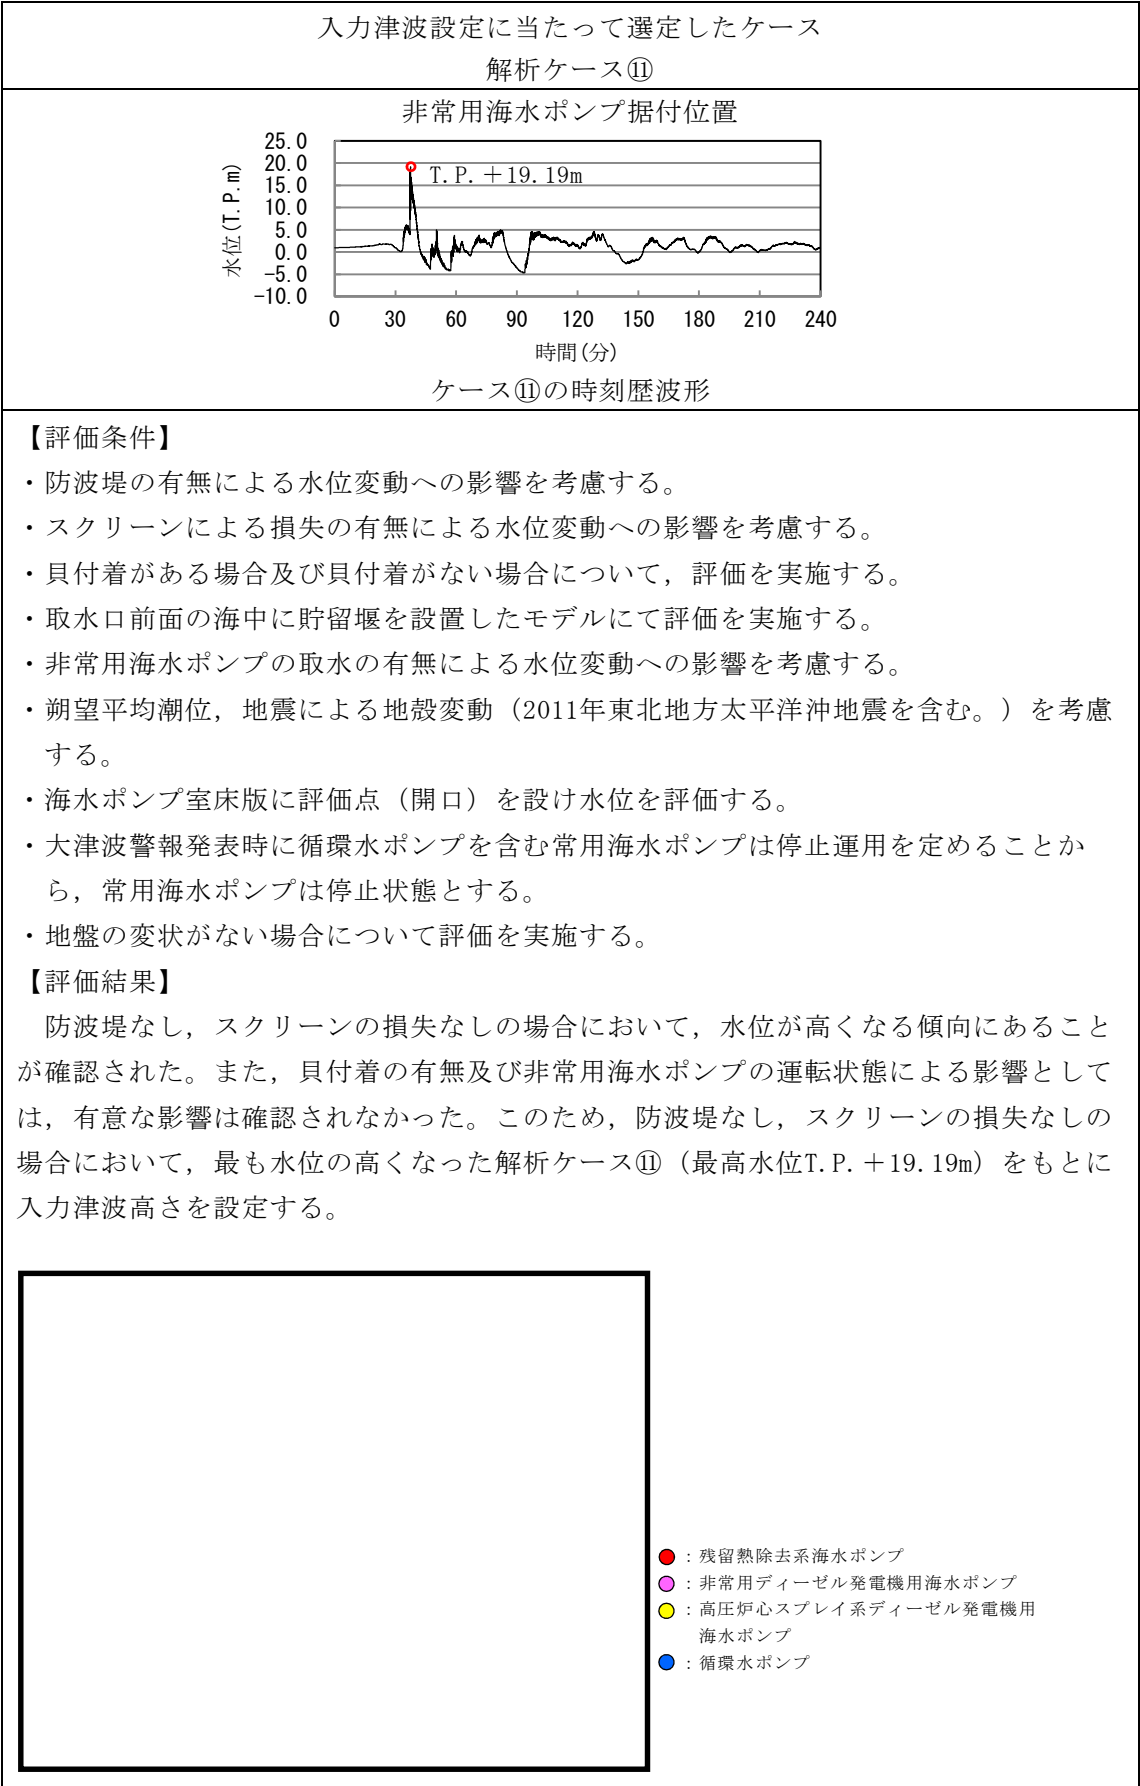 入力津波設定に当たって選定したケース
解析ケース⑪
非常用海水ポンプ据付位置
25.0
20.0
15.0
10.0
5.0
0.0
-5.0
-10.0
水位(T.P.m)
T.P.＋19.19m
0 30 60 90 120 150 180 210 240
時間(分)
ケース⑪の時刻歴波形
【評価条件】
・防波堤の有無による水位変動への影響を考慮する。
・スクリーンによる損失の有無による水位変動への影響を考慮する。
・貝付着がある場合及び貝付着がない場合について，評価を実施する。
・取水口前面の海中に貯留堰を設置したモデルにて評価を実施する。
・非常用海水ポンプの取水の有無による水位変動への影響を考慮する。
・朔望平均潮位，地震による地殻変動（2011年東北地方太平洋沖地震を含む。）を考慮
する。
・海水ポンプ室床版に評価点（開口）を設け水位を評価する。
・大津波警報発表時に循環水ポンプを含む常用海水ポンプは停止運用を定めることか
ら，常用海水ポンプは停止状態とする。
・地盤の変状がない場合について評価を実施する。
【評価結果】
防波堤なし，スクリーンの損失なしの場合において，水位が高くなる傾向にあること
が確認された。また，貝付着の有無及び非常用海水ポンプの運転状態による影響として
は，有意な影響は確認されなかった。このため，防波堤なし，スクリーンの損失なしの
場合において，最も水位の高くなった解析ケース⑪（最高水位T.P.＋19.19m）をもとに
入力津波高さを設定する。
：残留熱除去系海水ポンプ
：非常用ディーゼル発電機用海水ポンプ
：高圧炉心スプレイ系ディーゼル発電機用
海水ポンプ
：循環水ポンプ